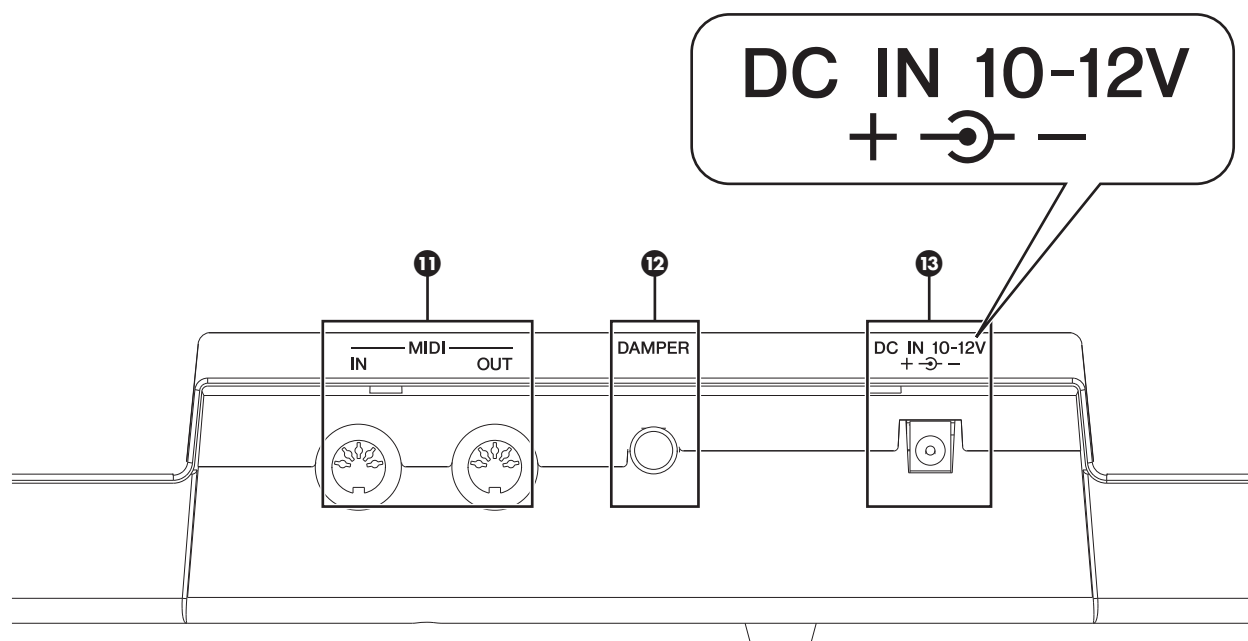 DC IN 10-12V
+ -
11
12
13
MIDI
IN OUT
DAMPER
DC IN 10-12V
+ -